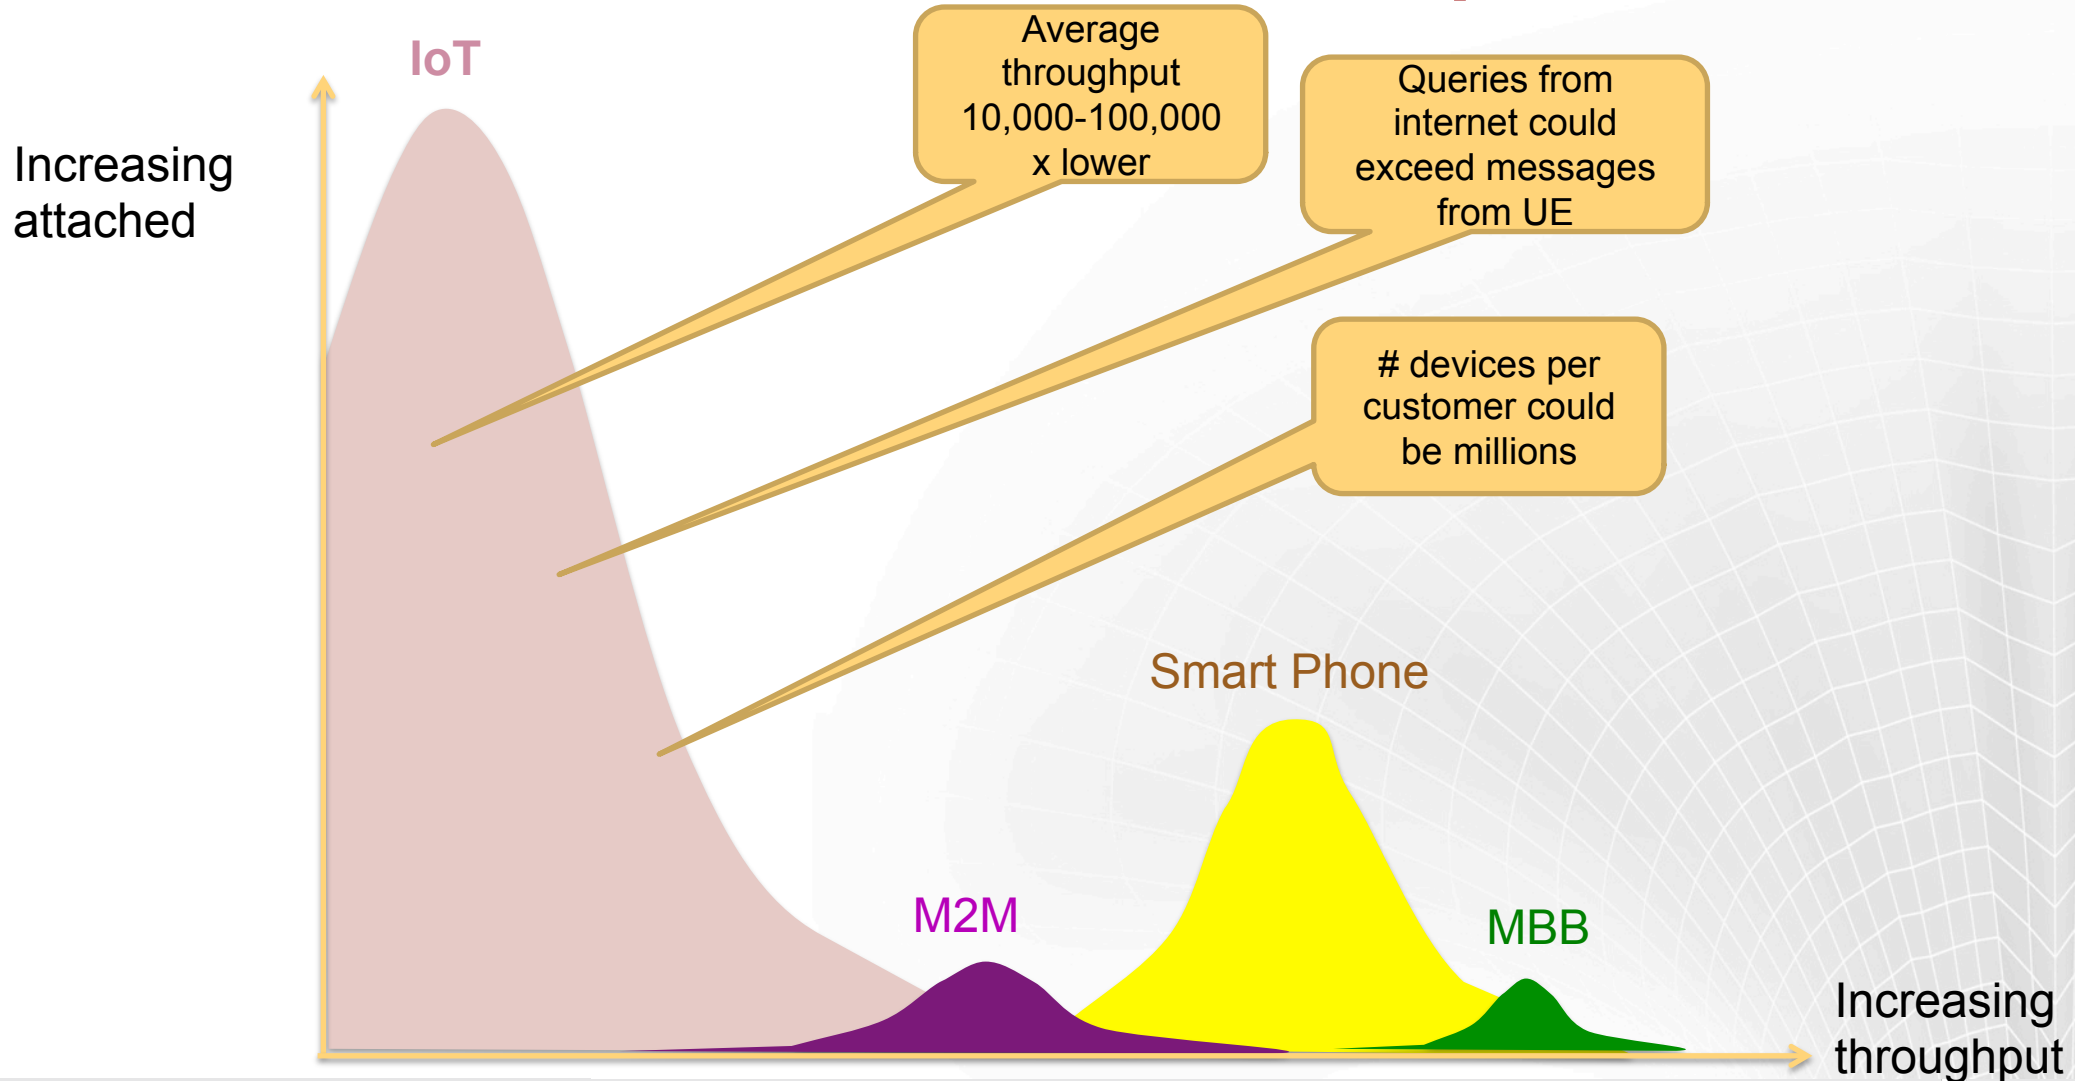 IoT
Average
throughput
10,000-100,000
x lower
Queries from
internet could
exceed messages
from UE
Increasing
attached
# devices per
customer could
be millions
Smart Phone
M2M
MBB
Increasing
throughput